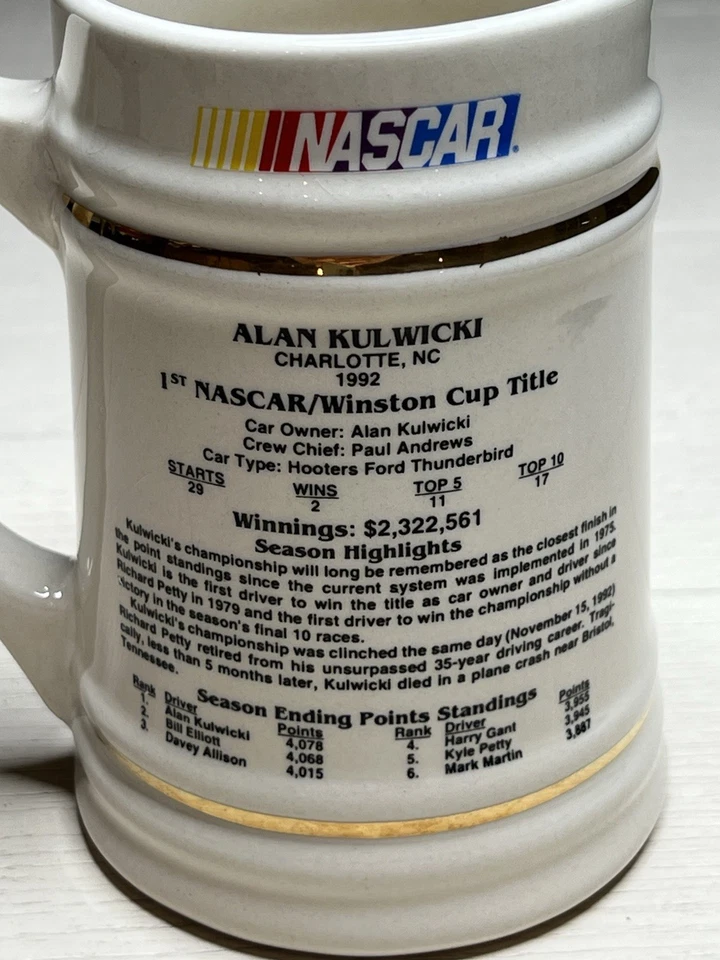 NASCAR
ALAN KULWICKI
CHARLOTTE, NC
1992
1ST NASCAR/Winston Cup Title
Car Owner: Alan Kulwicki
Crew Chief: Paul Andrews
Car Type: Hooters Ford Thunderbird
STARTS WINS TOP 5 TOP 10
29 2 11 17
Winnings: $2,322,561
Season Highlights
Kulwicki's championship will long be remembered as the closest finish in
the point standings since the current system was implemented in 1975.
Kulwicki is the first driver to win the title as car owner and driver since
Richard Petty in 1979 and the first driver to win the championship without a
victory in the season's final 10 races.
Kulwicki's championship was clinched the same day (November 15, 1992)
Richard Petty retired from his unsurpassed 35-year driving career. Tragi-
cally, less than 5 months later, Kulwicki died in a plane crash near Bristol,
Tennessee.
Season Ending Points Standings
Rank Driver Points Rank Driver Points
1. Alan Kulwicki 4,078 4. Harry Gant 3,955
2. Bill Elliott 4,068 5. Kyle Petty 3,945
3. Davey Allison 4,015 6. Mark Martin 3,887